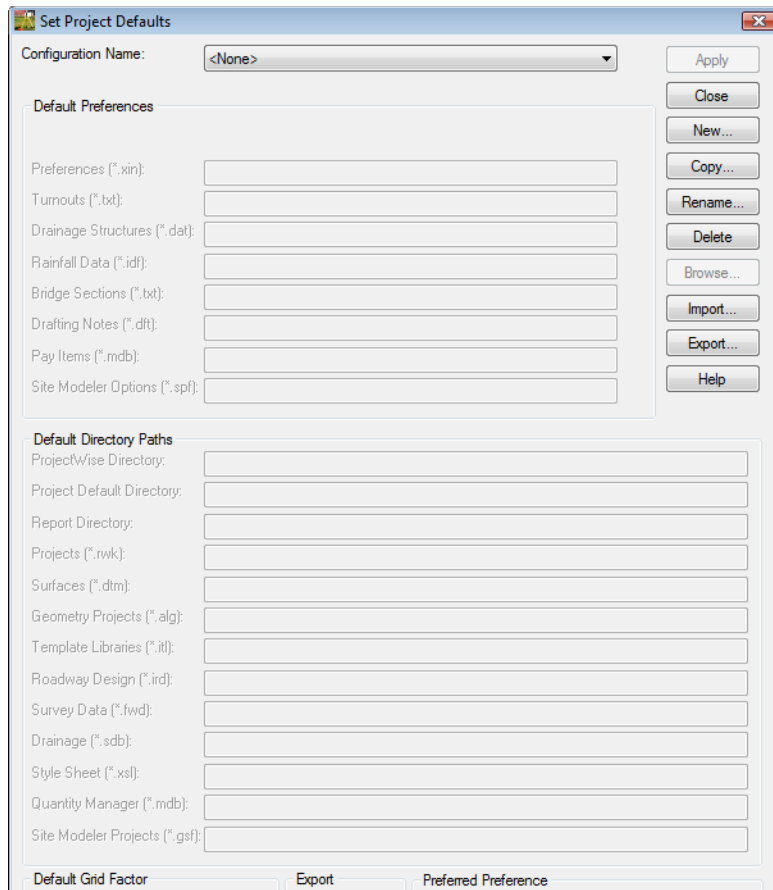 Set Project Defaults
Configuration Name: <None>
Apply
Close
New...
Copy...
Rename...
Delete
Browse...
Import...
Export...
Help
Default Preferences
Preferences (*.xin):
Turnouts (*.txt):
Drainage Structures (*.dat):
Rainfall Data (*.idf):
Bridge Sections (*.txt):
Drafting Notes (*.dft):
Pay Items (*.mdb):
Site Modeler Options (*.spf):
Default Directory Paths
ProjectWise Directory:
Project Default Directory:
Report Directory:
Projects (*.rwk):
Surfaces (*.dtm):
Geometry Projects (*.alg):
Template Libraries (*.itl):
Roadway Design (*.ird):
Survey Data (*.fwd):
Drainage (*.sdb):
Style Sheet (*.xsl):
Quantity Manager (*.mdb):
Site Modeler Projects (*.gsf):
Default Grid Factor
Export
Preferred Preference